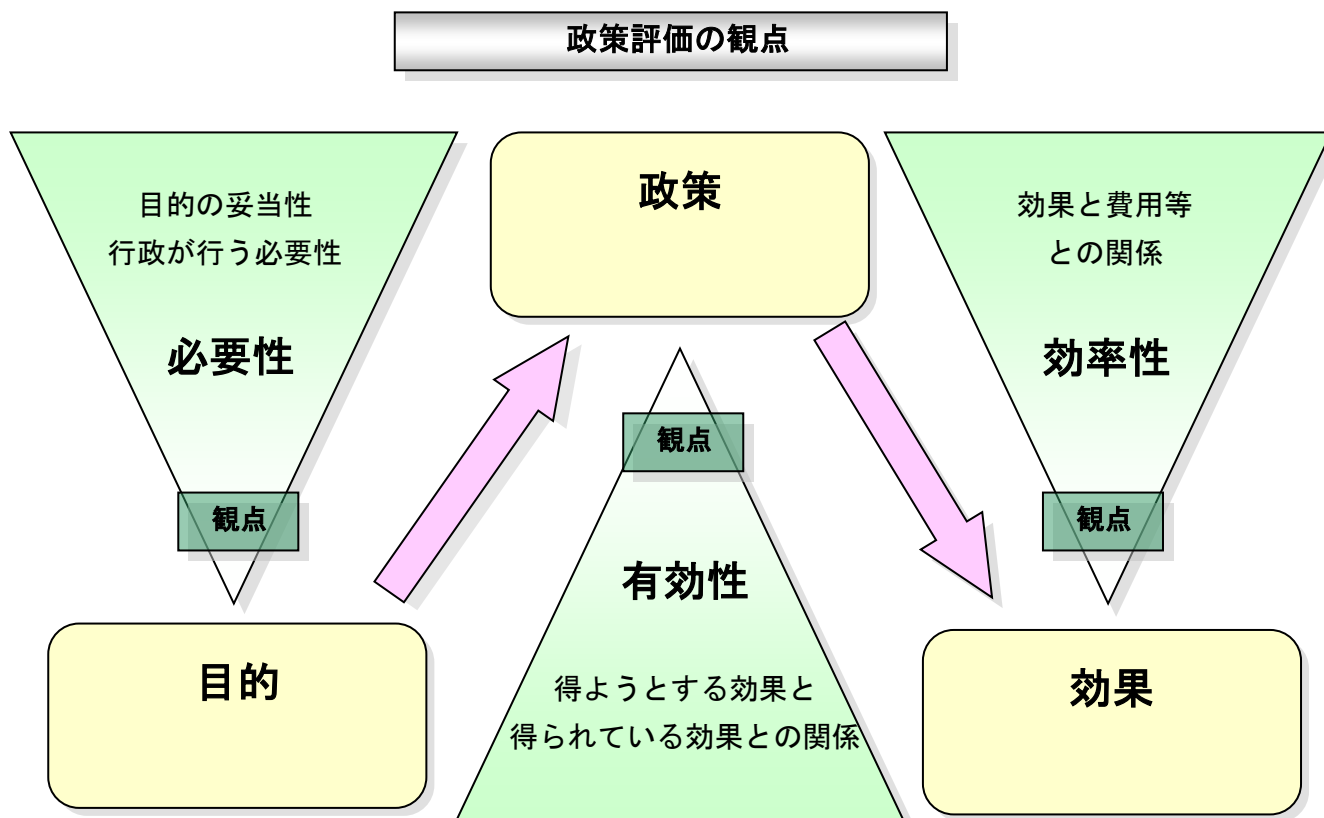 政策評価の観点
目的の妥当性
行政が行う必要性
必要性
観点
目的
政策
観点
有効性
得ようとする効果と
得られている効果との関係
効果と費用等
との関係
効率性
観点
効果